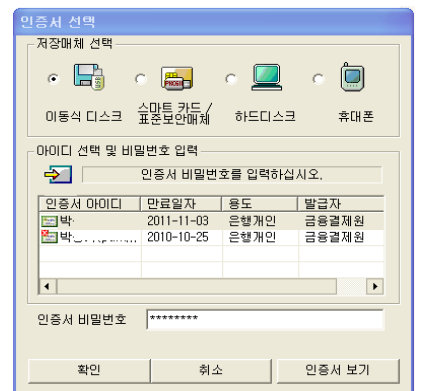 인증서 선택
저장매체 선택
이동식 디스크
스마트 카드 /
표준보안매체
하드디스크
휴대폰
아이디 선택 및 비밀번호 입력
인증서 비밀번호를 입력하십시오.
인증서 아이디 만료일자 용도 발급자
박 2011-11-03 은행개인 금융결제원
박 2010-10-25 은행개인 금융결제원
인증서 비밀번호 ********
확인 취소 인증서 보기